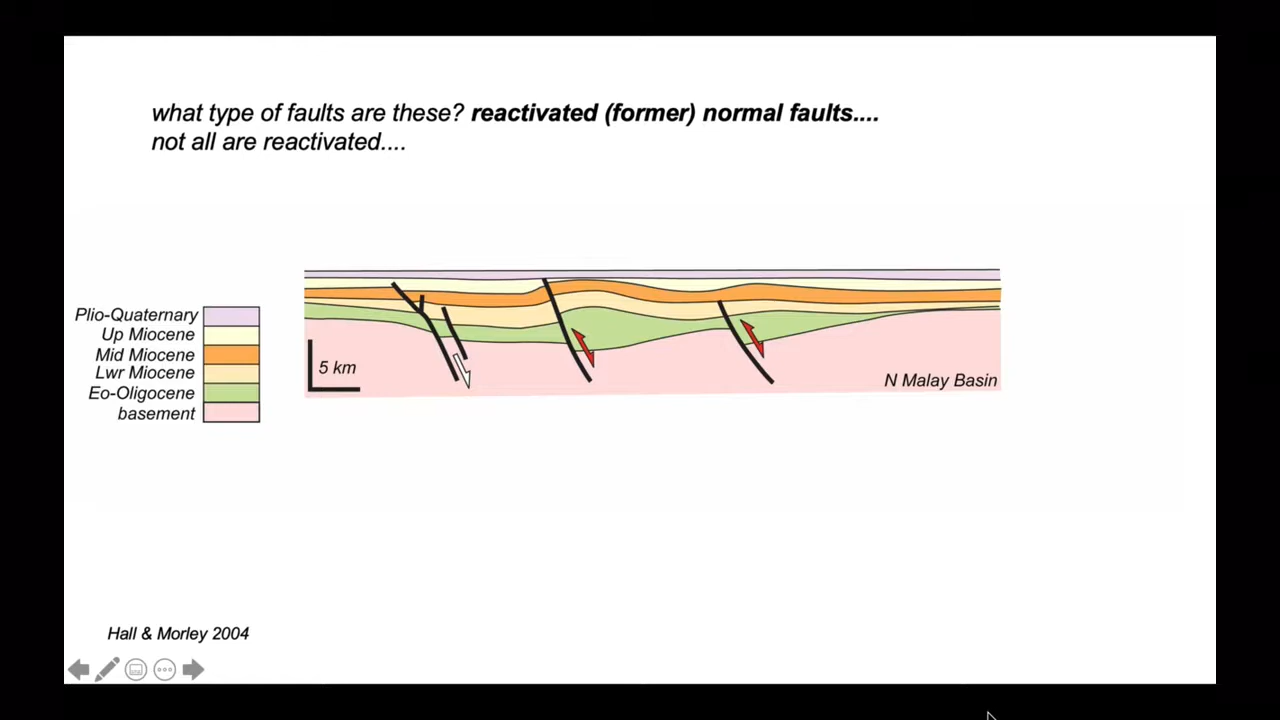 what type of faults are these? reactivated (former) normal faults....
not all are reactivated....
Plio-Quaternary
Up Miocene
Mid Miocene
Lwr Miocene
Eo-Oligocene
basement
5 km
N Malay Basin
Hall & Morley 2004